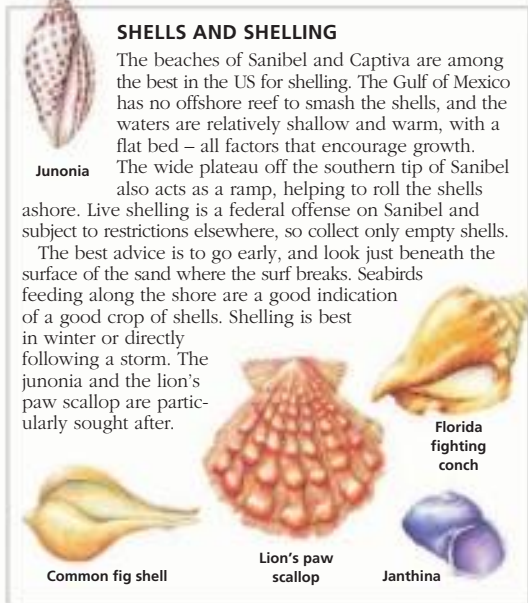 SHELLS AND SHELLING
The beaches of Sanibel and Captiva are among
the best in the US for shelling. The Gulf of Mexico
has no offshore reef to smash the shells, and the
waters are relatively shallow and warm, with a
flat bed – all factors that encourage growth.
Junonia
The wide plateau off the southern tip of Sanibel
also acts as a ramp, helping to roll the shells
ashore. Live shelling is a federal offense on Sanibel and
subject to restrictions elsewhere, so collect only empty shells.
The best advice is to go early, and look just beneath the
surface of the sand where the surf breaks. Seabirds
feeding along the shore are a good indication
of a good crop of shells. Shelling is best
in winter or directly
following a storm. The
junonia and the lion's
paw scallop are partic-
ularly sought after.
Florida
fighting
conch
Common fig shell
Lion's paw
scallop
Janthina